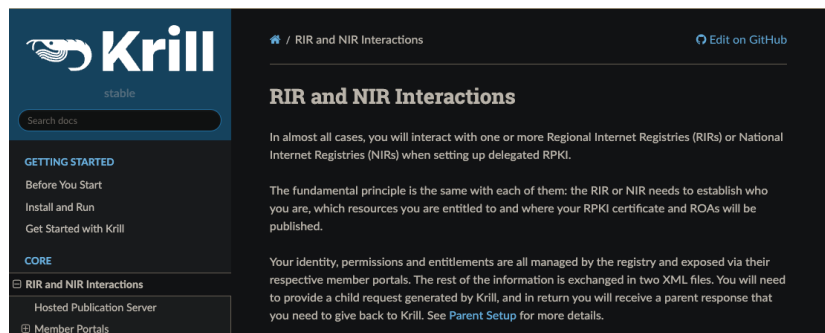 Krill
stable
Search docs
GETTING STARTED
Before You Start
Install and Run
Get Started with Krill
CORE
RIR and NIR Interactions
Hosted Publication Server
Member Portals
/ RIR and NIR Interactions
Edit on GitHub
RIR and NIR Interactions
In almost all cases, you will interact with one or more Regional Internet Registries (RIRs) or National
Internet Registries (NIRs) when setting up delegated RPKI.
The fundamental principle is the same with each of them: the RIR or NIR needs to establish who
you are, which resources you are entitled to and where your RPKI certificate and ROAs will be
published.
Your identity, permissions and entitlements are all managed by the registry and exposed via their
respective member portals. The rest of the information is exchanged in two XML files. You will need
to provide a child request generated by Krill, and in return you will receive a parent response that
you need to give back to Krill. See Parent Setup for more details.